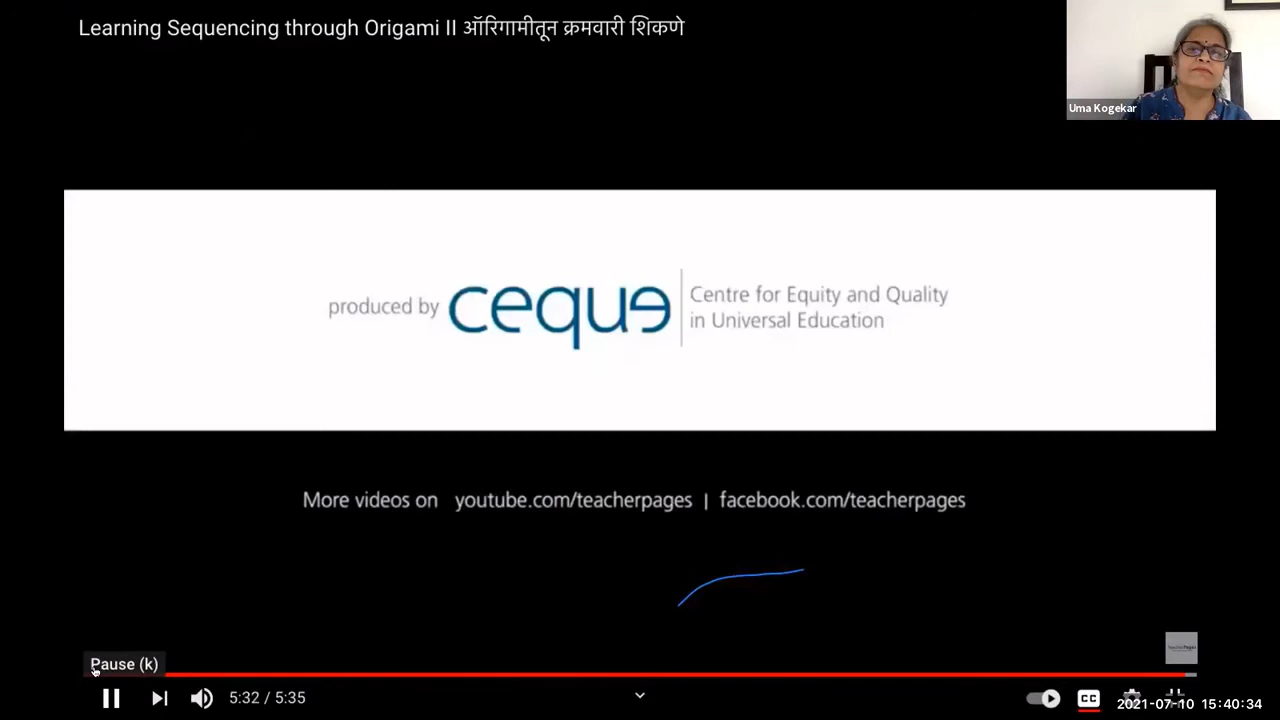 Learning Sequencing through Origami II ऑरिगामीतून क्रमवारी शिकणे
Uma Kogekar
produced by ceque
Centre for Equity and Quality
in Universal Education
More videos on youtube.com/teacherpages | facebook.com/teacherpages
Pause (k)
5:32 / 5:35
CC
2021-07-10 15:40:34